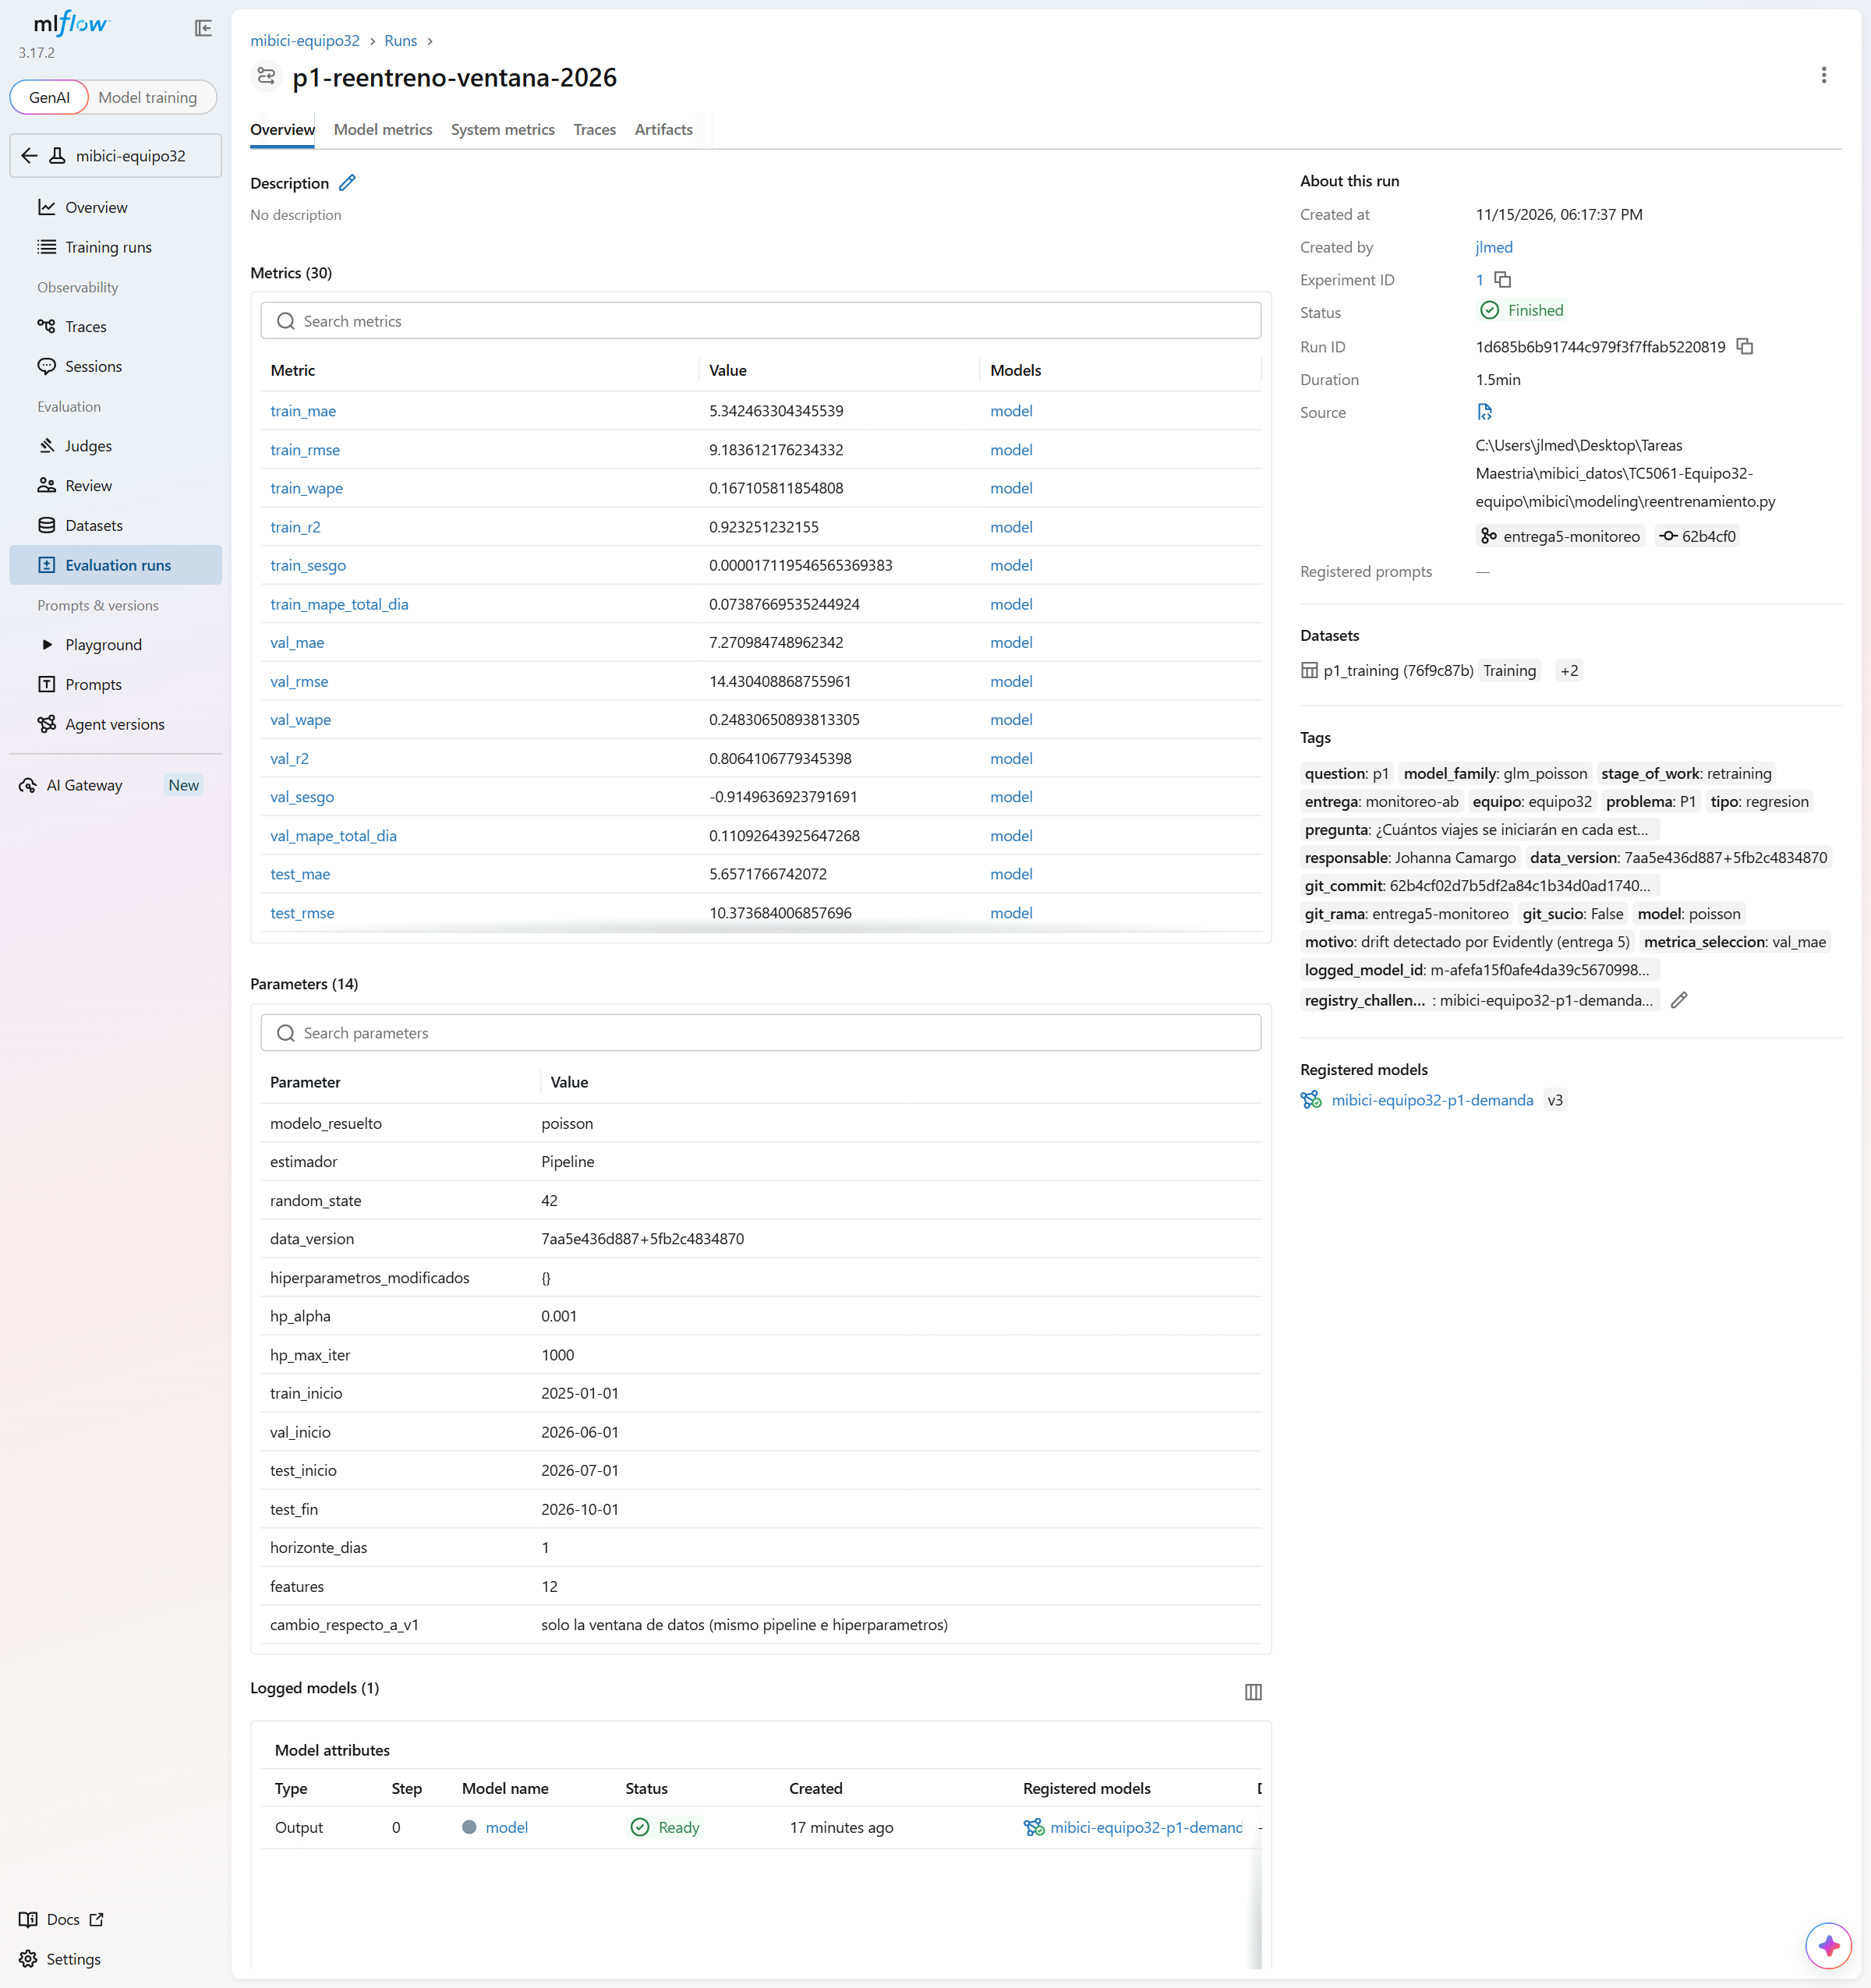 mlflow
3.17.2
GenAI Model training
mibici-equipo32
Overview
Training runs
Observability
Traces
Sessions
Evaluation
Judges
Review
Datasets
Evaluation runs
Prompts & versions
Playground
Prompts
Agent versions
AI Gateway New
Docs
Settings
mibici-equipo32 › Runs ›
p1-reentreno-ventana-2026
Overview Model metrics System metrics Traces Artifacts
Description
No description
Metrics (30)
Search metrics
Metric Value Models
train_mae 5.342463304345539 model
train_rmse 9.183612176234332 model
train_wape 0.167105811854808 model
train_r2 0.923251232155 model
train_sesgo 0.000017119546565369383 model
train_mape_total_dia 0.07387669535244924 model
val_mae 7.270984748962342 model
val_rmse 14.430408868755961 model
val_wape 0.24830650893813305 model
val_r2 0.8064106779345398 model
val_sesgo -0.9149636923791691 model
val_mape_total_dia 0.11092643925647268 model
test_mae 5.6571766742072 model
test_rmse 10.373684006857696 model
Parameters (14)
Search parameters
Parameter Value
modelo_resuelto poisson
estimador Pipeline
random_state 42
data_version 7aa5e436d887+5fb2c4834870
hiperparametros_modificados {}
hp_alpha 0.001
hp_max_iter 1000
train_inicio 2025-01-01
val_inicio 2026-06-01
test_inicio 2026-07-01
test_fin 2026-10-01
horizonte_dias 1
features 12
cambio_respecto_a_v1 solo la ventana de datos (mismo pipeline e hiperparametros)
Logged models (1)
Model attributes
Type Step Model name Status Created Registered models
Output 0 model Ready 17 minutes ago mibici-equipo32-p1-demand -
About this run
Created at 11/15/2026, 06:17:37 PM
Created by jlmed
Experiment ID 1
Status Finished
Run ID 1d685b6b91744c979f3f7ffab5220819
Duration 1.5min
Source
C:\Users\jlmed\Desktop\Tareas
Maestria\mibici_datos\TC5061-Equipo32-
equipo\mibici\modeling\reentrenamiento.py
entrega5-monitoreo 62b4cf0
Registered prompts —
Datasets
p1_training (76f9c87b) Training +2
Tags
question: p1 model_family: glm_poisson stage_of_work: retraining
entrega: monitoreo-ab equipo: equipo32 problema: P1 tipo: regresion
pregunta: ¿Cuántos viajes se iniciarán en cada est...
responsable: Johanna Camargo data_version: 7aa5e436d887+5fb2c4834870
git_commit: 62b4cf02d7b5df2a84c1b34d0ad1740...
git_rama: entrega5-monitoreo git_sucio: False model: poisson
motivo: drift detectado por Evidently (entrega 5) metrica_seleccion: val_mae
logged_model_id: m-afefa15f0afe4da39c5670998...
registry_challen... : mibici-equipo32-p1-demanda...
Registered models
mibici-equipo32-p1-demanda v3